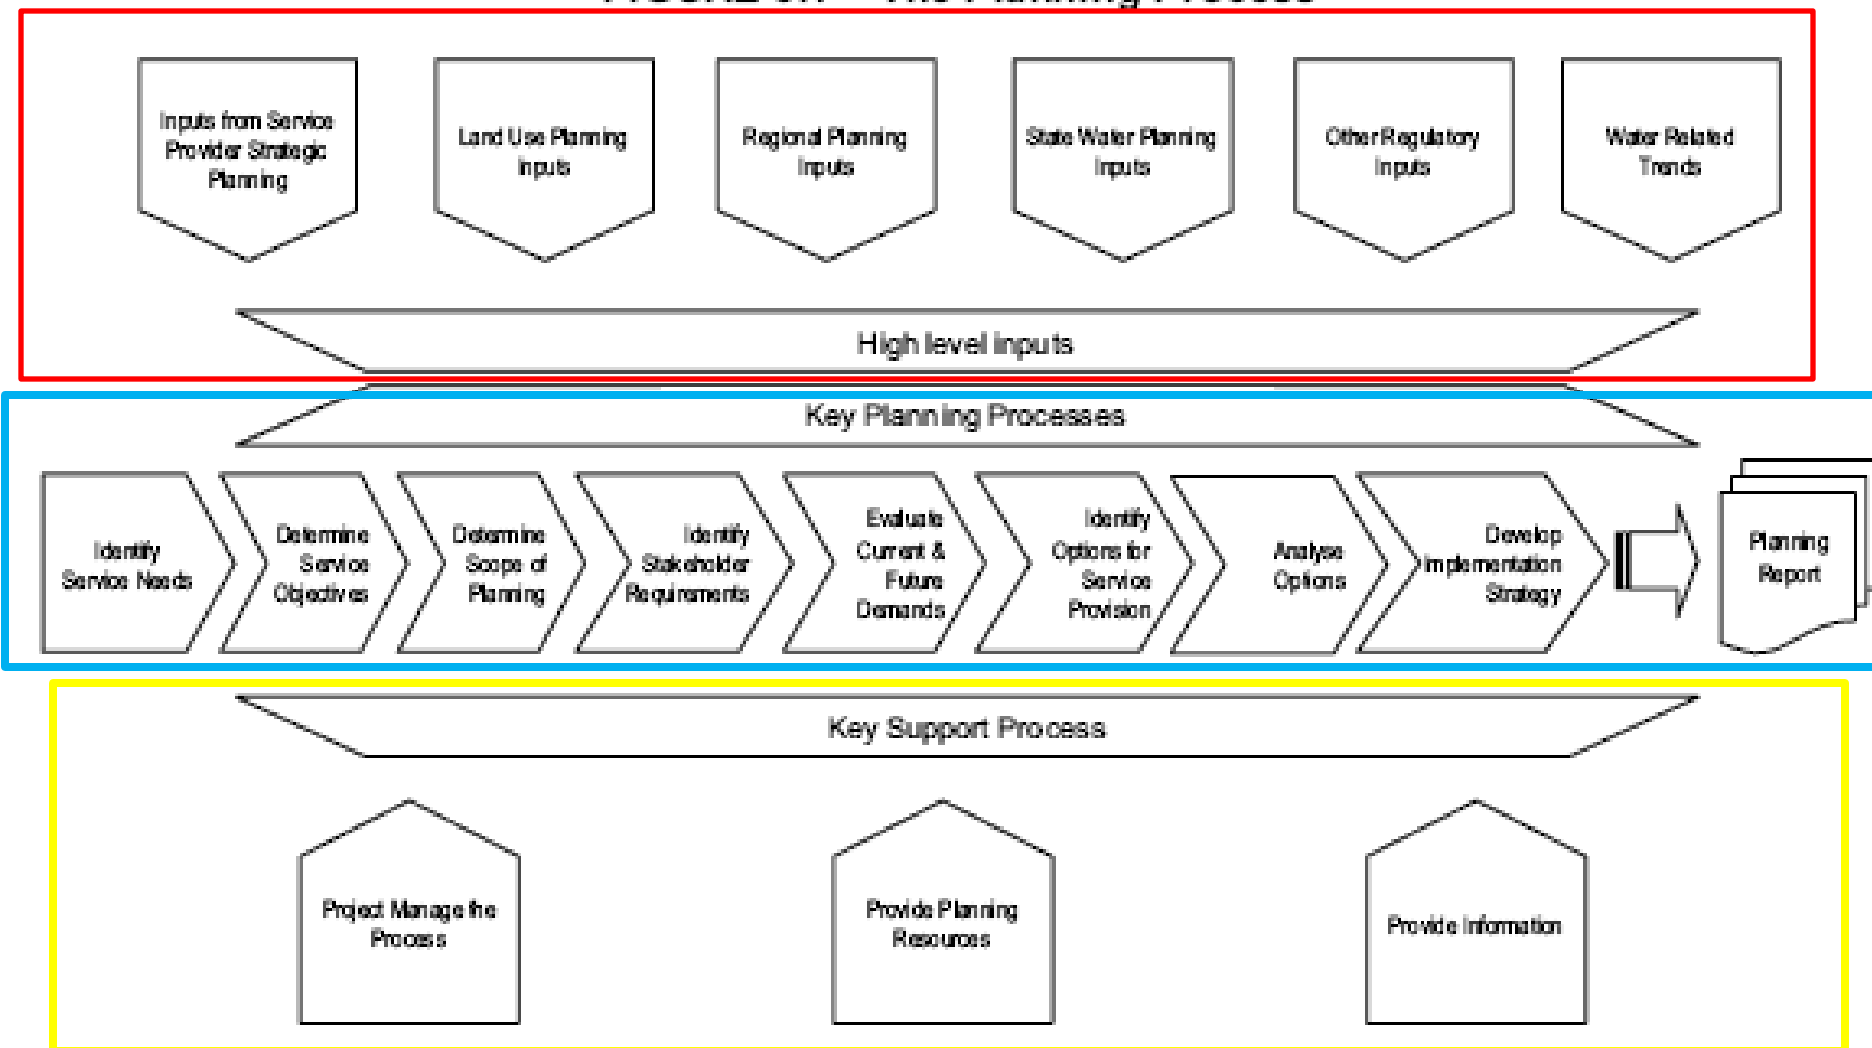 The Planning Process
Inputs from Service
Provider Strategic
Planning
Land Use Planning
Inputs
Regional Planning
Inputs
State Water Planning
Inputs
Other Regulatory
Inputs
Water Related
Trends
High level inputs
Key Planning Processes
Identify
Service Needs
Determine
Service
Objectives
Determine
Scope of
Planning
Identify
Stakeholder
Requirements
Evaluate
Current &
Future
Demands
Identify
Options for
Service
Provision
Analyse
Options
Develop
Implementation
Strategy
Planning
Report
Key Support Process
Project Manage the
Process
Provide Planning
Resources
Provide Information